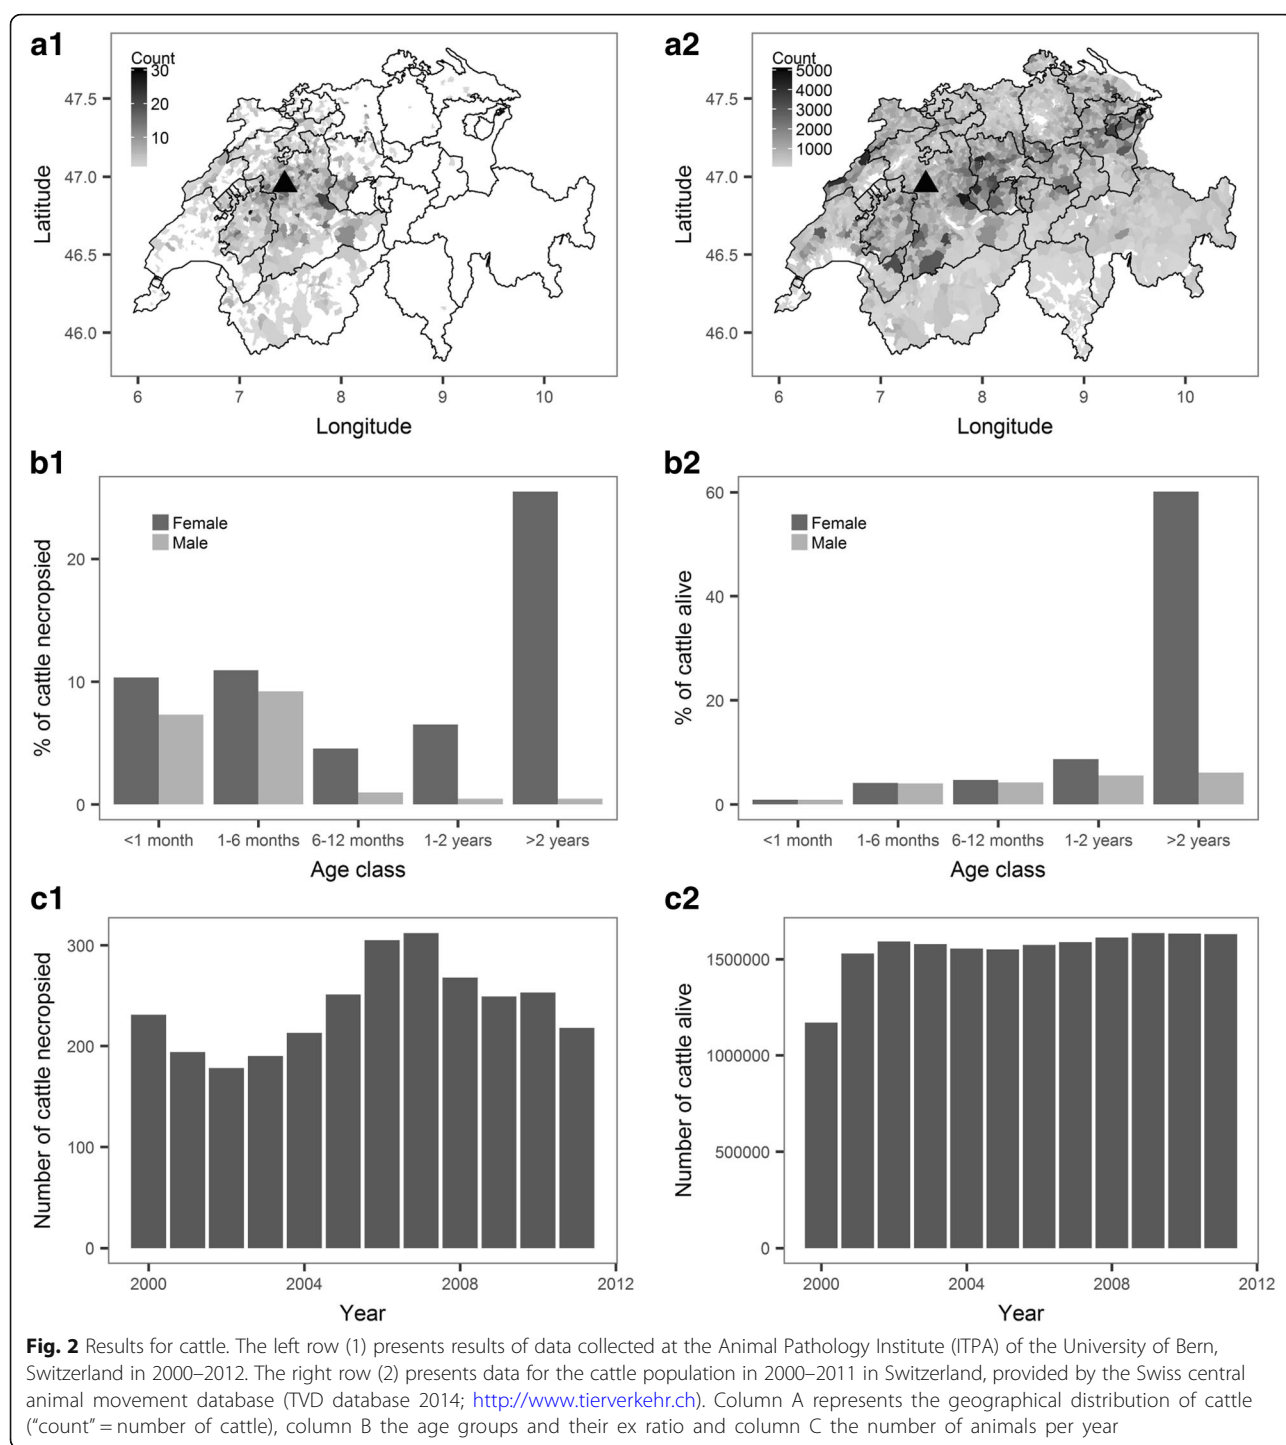 a1
Count
30
20
10
47.5
47.0
46.5
46.0
Latitude
6 7 8 9 10
Longitude
a2
Count
5000
4000
3000
2000
1000
47.5
47.0
46.5
46.0
Latitude
6 7 8 9 10
Longitude
b1
Female
Male
20
10
0
% of cattle necropsied
<1 month 1-6 months 6-12 months 1-2 years >2 years
Age class
b2
Female
Male
60
40
20
0
% of cattle alive
<1 month 1-6 months 6-12 months 1-2 years >2 years
Age class
c1
300
200
100
0
Number of cattle necropsied
2000 2004 2008 2012
Year
c2
1500000
1000000
500000
0
Number of cattle alive
2000 2004 2008 2012
Year
Fig. 2 Results for cattle. The left row (1) presents results of data collected at the Animal Pathology Institute (ITPA) of the University of Bern,
Switzerland in 2000–2012. The right row (2) presents data for the cattle population in 2000–2011 in Switzerland, provided by the Swiss central
animal movement database (TVD database 2014; http://www.tierverkehr.ch). Column A represents the geographical distribution of cattle
(“count” = number of cattle), column B the age groups and their ex ratio and column C the number of animals per year